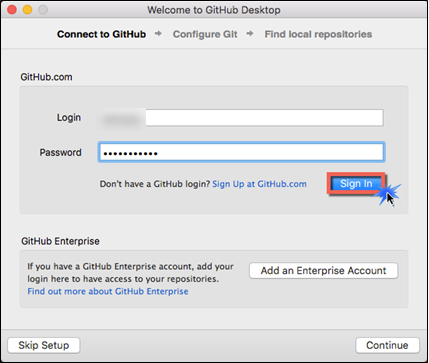 Welcome to GitHub Desktop
Connect to GitHub ➔ Configure Git ➔ Find local repositories
GitHub.com
Login
Password •••••••••••
Don't have a GitHub login? Sign Up at GitHub.com Sign In
GitHub Enterprise
If you have a GitHub Enterprise account, add your
login here to have access to your repositories.
Find out more about GitHub Enterprise
Add an Enterprise Account
Skip Setup Continue